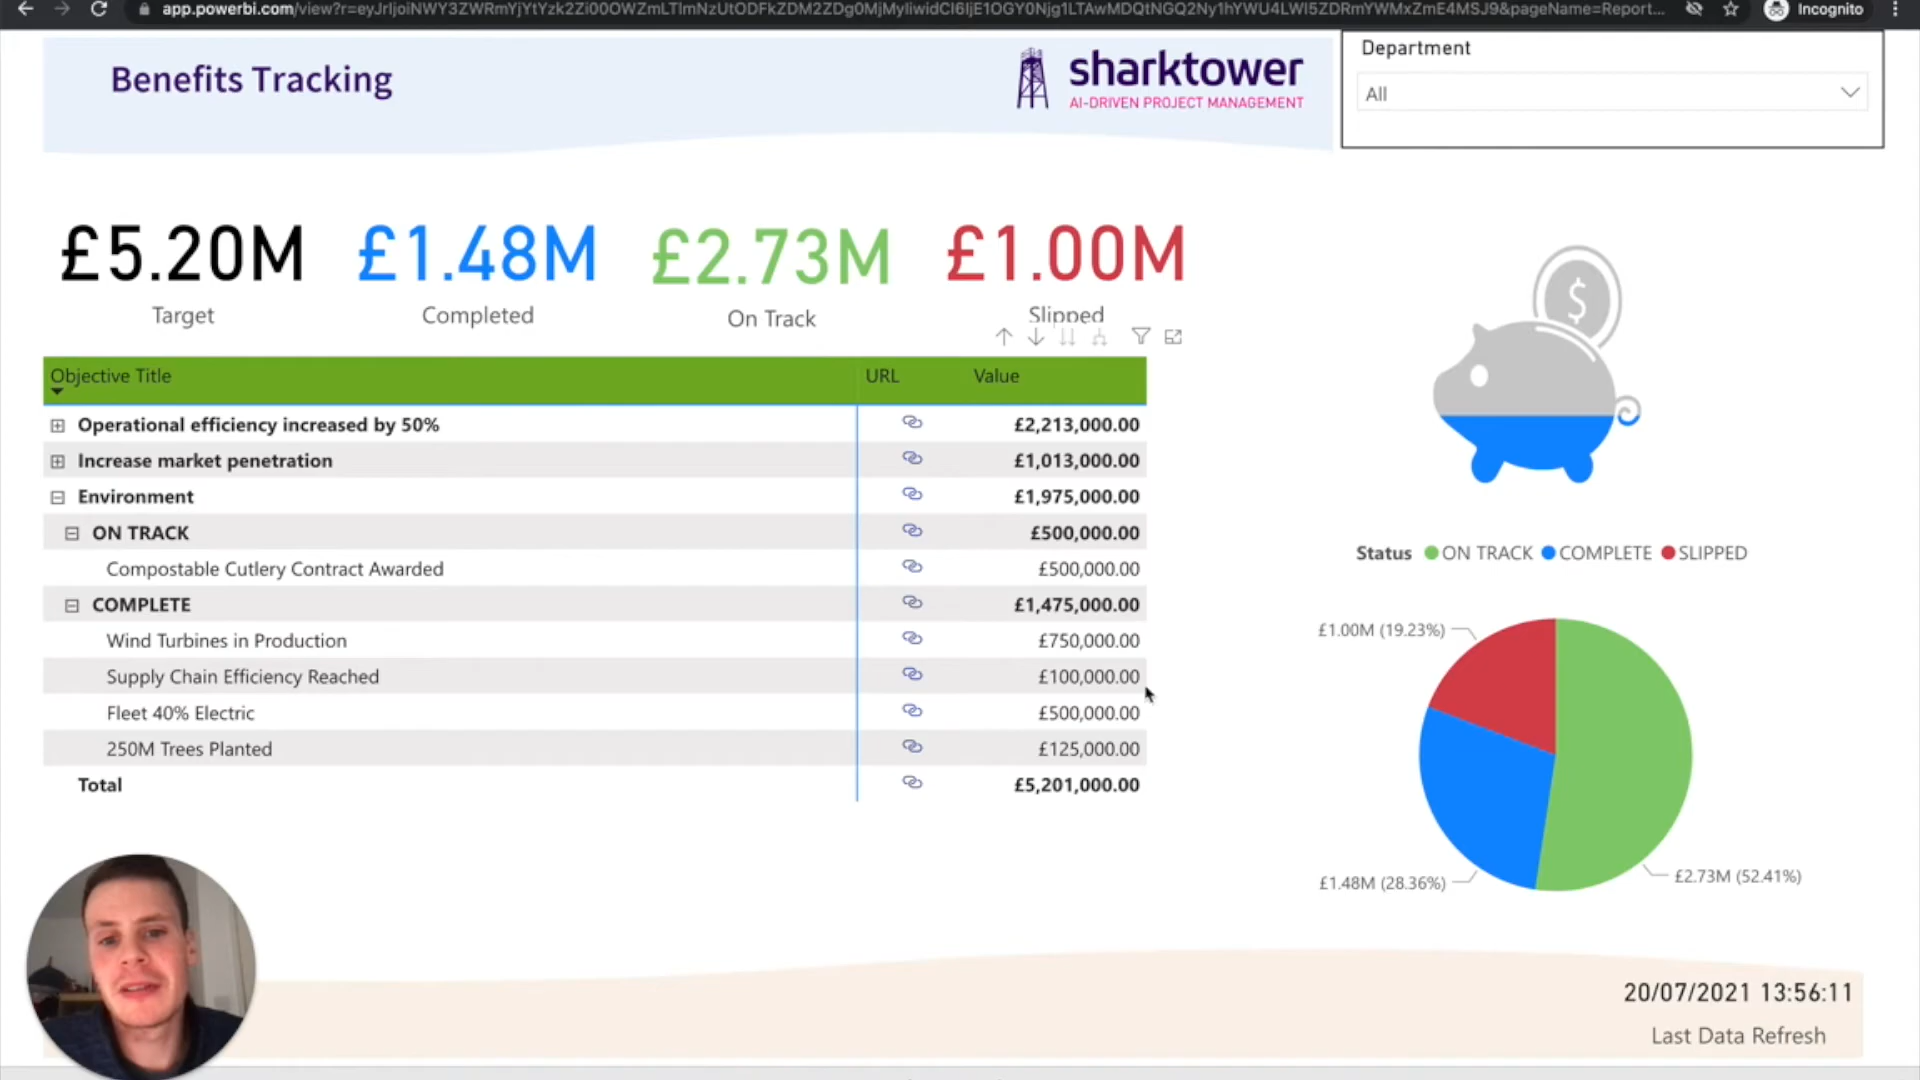 Incognito
Benefits Tracking
sharktower
AI-DRIVEN PROJECT MANAGEMENT
Department
All
£5.20M
Target
£1.48M
Completed
£2.73M
On Track
£1.00M
Slipped
Objective Title URL Value
Operational efficiency increased by 50% £2,213,000.00
Increase market penetration £1,013,000.00
Environment £1,975,000.00
ON TRACK £500,000.00
Compostable Cutlery Contract Awarded £500,000.00
COMPLETE £1,475,000.00
Wind Turbines in Production £750,000.00
Supply Chain Efficiency Reached £100,000.00
Fleet 40% Electric £500,000.00
250M Trees Planted £125,000.00
Total £5,201,000.00
$
Status ON TRACK COMPLETE SLIPPED
£1.00M (19.23%)
£1.48M (28.36%)
£2.73M (52.41%)
20/07/2021 13:56:11
Last Data Refresh